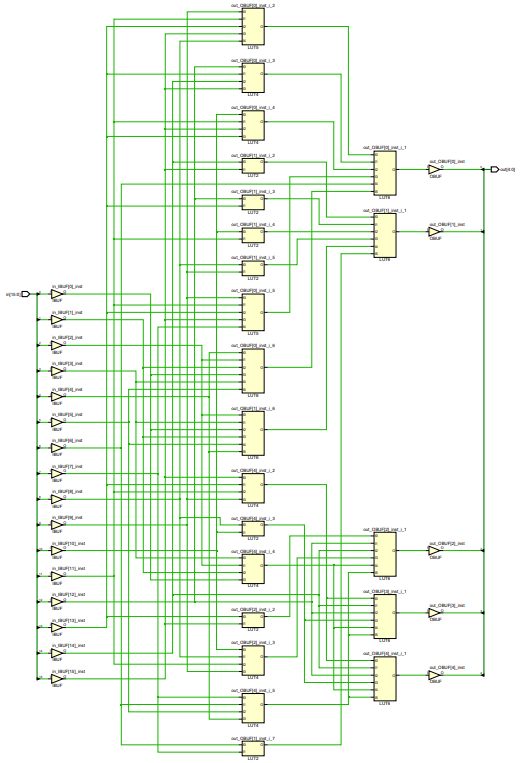 out_OBUF[0]_inst_i_2
LUT5
out_OBUF[0]_inst_i_3
LUT4
out_OBUF[0]_inst_i_4
LUT4
out_OBUF[1]_inst_i_2
LUT2
out_OBUF[1]_inst_i_3
LUT2
out_OBUF[1]_inst_i_4
LUT2
out_OBUF[1]_inst_i_5
LUT2
out_OBUF[0]_inst_i_5
LUT5
out_OBUF[0]_inst_i_6
LUT6
out_OBUF[1]_inst_i_6
LUT6
out_OBUF[4]_inst_i_2
LUT4
out_OBUF[4]_inst_i_3
LUT2
out_OBUF[4]_inst_i_4
LUT4
out_OBUF[2]_inst_i_2
LUT2
out_OBUF[2]_inst_i_3
LUT4
out_OBUF[4]_inst_i_5
LUT4
out_OBUF[1]_inst_i_7
LUT2
in[15:0]
in_IBUF[0]_inst
IBUF
in_IBUF[1]_inst
IBUF
in_IBUF[2]_inst
IBUF
in_IBUF[3]_inst
IBUF
in_IBUF[4]_inst
IBUF
in_IBUF[5]_inst
IBUF
in_IBUF[6]_inst
IBUF
in_IBUF[7]_inst
IBUF
in_IBUF[8]_inst
IBUF
in_IBUF[9]_inst
IBUF
in_IBUF[10]_inst
IBUF
in_IBUF[11]_inst
IBUF
in_IBUF[12]_inst
IBUF
in_IBUF[13]_inst
IBUF
in_IBUF[14]_inst
IBUF
in_IBUF[15]_inst
IBUF
out_OBUF[0]_inst_i_1
LUT6
out_OBUF[1]_inst_i_1
LUT6
out_OBUF[2]_inst_i_1
LUT6
out_OBUF[3]_inst_i_1
LUT6
out_OBUF[4]_inst_i_1
LUT6
out_OBUF[0]_inst
OBUF
out_OBUF[1]_inst
OBUF
out_OBUF[2]_inst
OBUF
out_OBUF[3]_inst
OBUF
out_OBUF[4]_inst
OBUF
out[4:0]